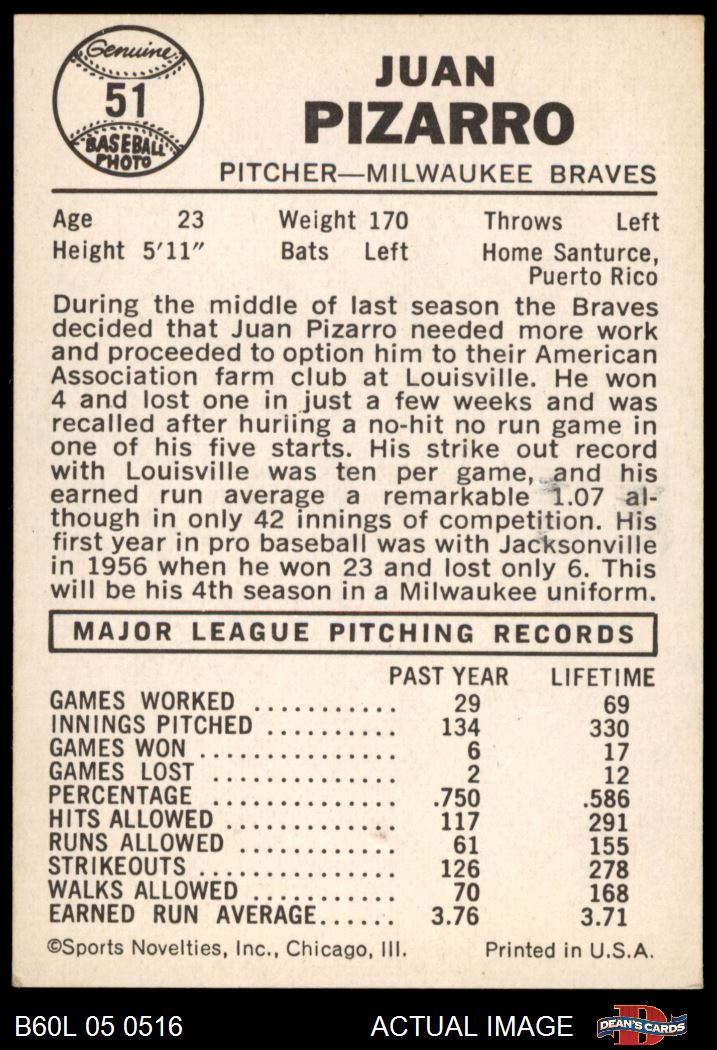 Genuine
51
BASEBALL
PHOTO
JUAN
PIZARRO
PITCHER—MILWAUKEE BRAVES
Age 23 Weight 170 Throws Left
Height 5'11" Bats Left Home Santurce,
Puerto Rico
During the middle of last season the Braves
decided that Juan Pizarro needed more work
and proceeded to option him to their American
Association farm club at Louisville. He won
4 and lost one in just a few weeks and was
recalled after hurling a no-hit no run game in
one of his five starts. His strike out record
with Louisville was ten per game, and his
earned run average a remarkable 1.07 al-
though in only 42 innings of competition. His
first year in pro baseball was with Jacksonville
in 1956 when he won 23 and lost only 6. This
will be his 4th season in a Milwaukee uniform.
MAJOR LEAGUE PITCHING RECORDS
PAST YEAR LIFETIME
GAMES WORKED ........... 29 69
INNINGS PITCHED .......... 134 330
GAMES WON ............... 6 17
GAMES LOST .............. 2 12
PERCENTAGE .............. .750 .586
HITS ALLOWED ............. 117 291
RUNS ALLOWED ............ 61 155
STRIKEOUTS ............... 126 278
WALKS ALLOWED ........... 70 168
EARNED RUN AVERAGE...... 3.76 3.71
©Sports Novelties, Inc., Chicago, Ill. Printed in U.S.A.
B60L 05 0516 ACTUAL IMAGE DEAN'S CARDS